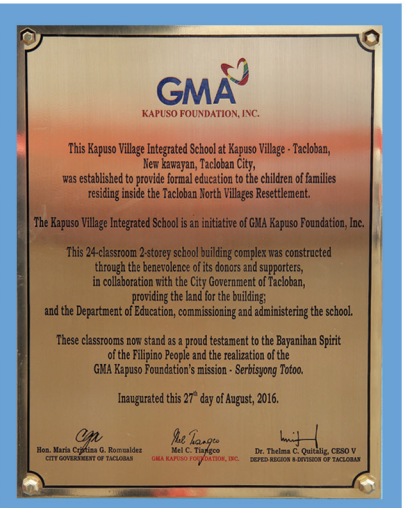 GMA
KAPUSO FOUNDATION, INC.
This Kapuso Village Integrated School at Kapuso Village - Tacloban,
New kawayan, Tacloban City,
was established to provide formal education to the children of families
residing inside the Tacloban North Villages Resettlement.
The Kapuso Village Integrated School is an initiative of GMA Kapuso Foundation, Inc.
This 24-classroom 2-storey school building complex was constructed
through the benevolence of its donors and supporters,
in collaboration with the City Government of Tacloban,
providing the land for the building;
and the Department of Education, commissioning and administering the school.
These classrooms now stand as a proud testament to the Bayanihan Spirit
of the Filipino People and the realization of the
GMA Kapuso Foundation's mission - Serbisyong Totoo.
Inaugurated this 27th day of August, 2016.
Hon. Maria Cristina G. Romualdez
CITY GOVERNMENT OF TACLOBAN
Mel Tiangco
Mel C. Tiangco
GMA KAPUSO FOUNDATION, INC.
Dr. Thelma C. Quitalig, CESO V
DEPED REGION 8-DIVISION OF TACLOBAN